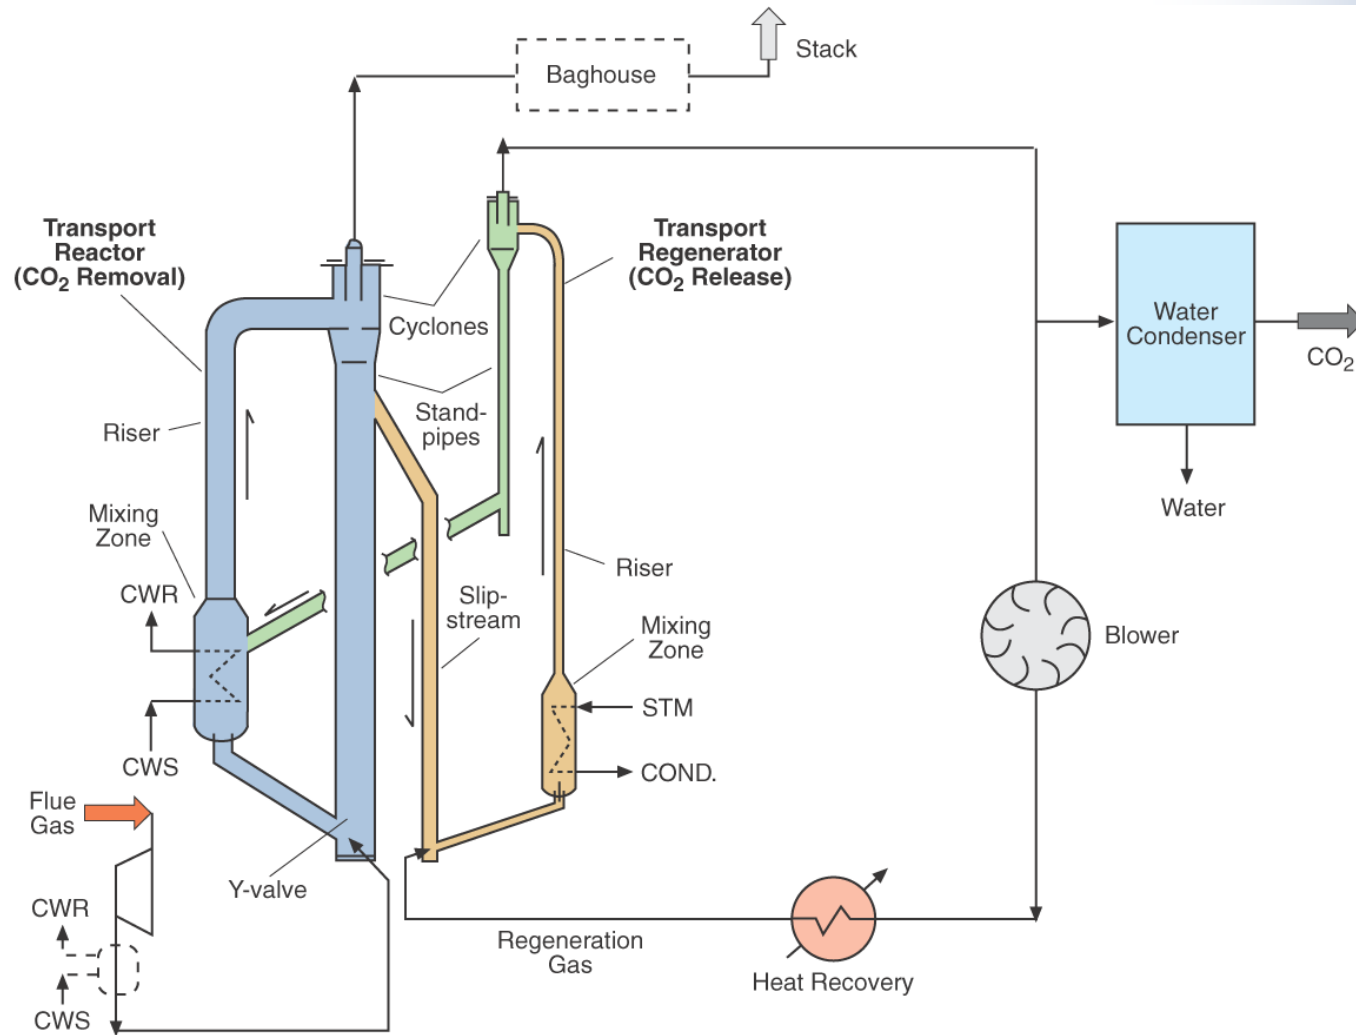 Stack
Baghouse
Transport
Reactor
(CO₂ Removal)
Transport
Regenerator
(CO₂ Release)
Cyclones
Water
Condenser
CO₂
Stand-
pipes
Riser
Water
Mixing
Zone
Riser
CWR
Slip-
stream
Mixing
Zone
Blower
STM
CWS
COND.
Flue
Gas
Y-valve
CWR
Regeneration
Gas
Heat Recovery
CWS